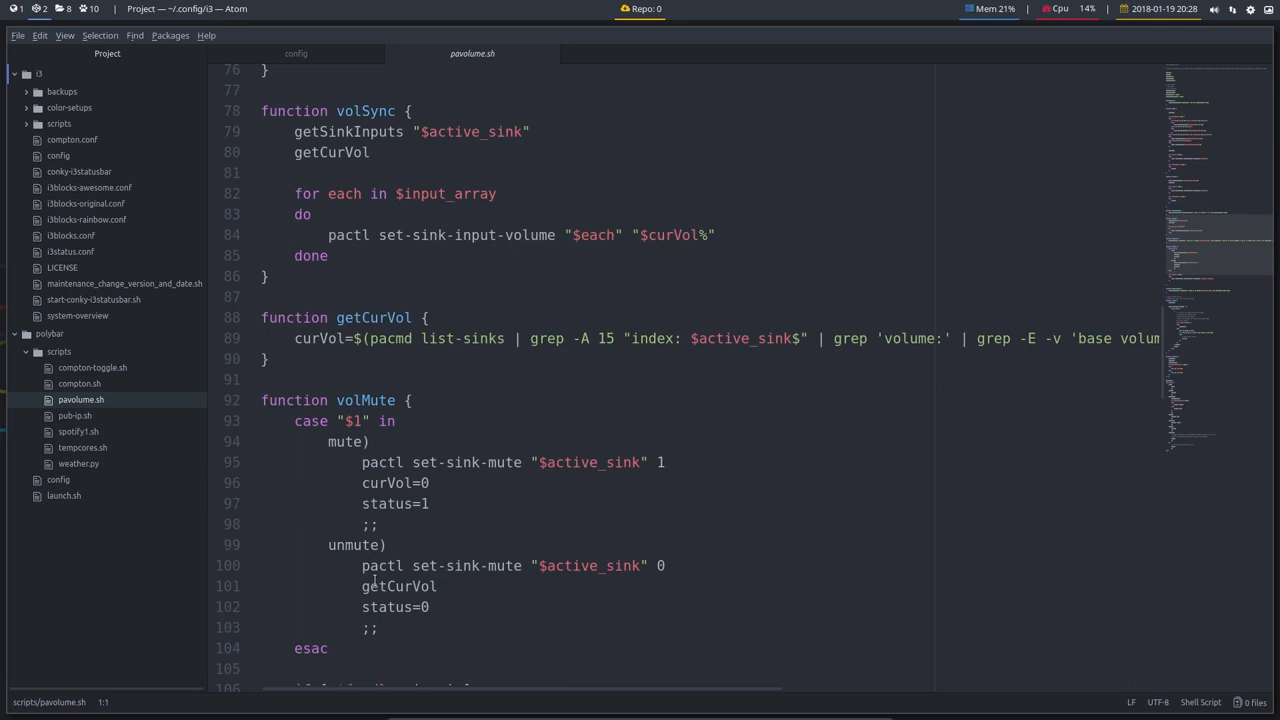 1 2 8 10 Project — ~/.config/i3 — Atom Repo: 0 Mem 21% Cpu 14% 2018-01-19 20:28
File Edit View Selection Find Packages Help
Project config pavolume.sh
i3
backups
color-setups
scripts
compton.conf
config
conky-i3statusbar
i3blocks-awesome.conf
i3blocks-original.conf
i3blocks-rainbow.conf
i3blocks.conf
i3status.conf
LICENSE
maintenance_change_version_and_date.sh
start-conky-i3statusbar.sh
system-overview
polybar
scripts
compton-toggle.sh
compton.sh
pavolume.sh
pub-ip.sh
spotify1.sh
tempcores.sh
weather.py
config
launch.sh
76 }
77
78 function volSync {
79 getSinkInputs "$active_sink"
80 getCurVol
81
82 for each in $input_array
83 do
84 pactl set-sink-input-volume "$each" "$curVol%"
85 done
86 }
87
88 function getCurVol {
89 curVol=$(pacmd list-sinks | grep -A 15 "index: $active_sink$" | grep 'volume:' | grep -E -v 'base volum
90 }
91
92 function volMute {
93 case "$1" in
94 mute)
95 pactl set-sink-mute "$active_sink" 1
96 curVol=0
97 status=1
98 ;;
99 unmute)
100 pactl set-sink-mute "$active_sink" 0
101 getCurVol
102 status=0
103 ;;
104 esac
105
106
scripts/pavolume.sh 1:1 LF UTF-8 Shell Script 0 files